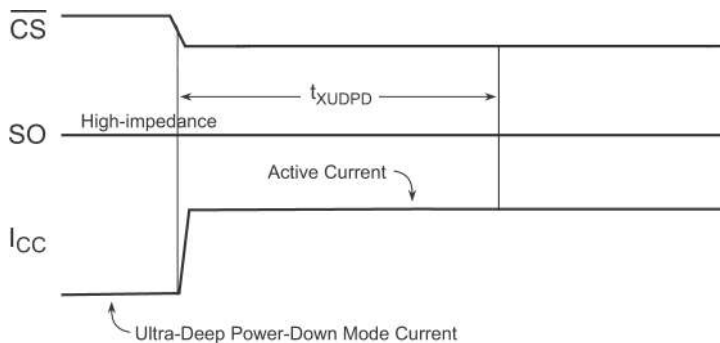 CS
tXUDPD
High-impedance
SO
Active Current
ICC
Ultra-Deep Power-Down Mode Current